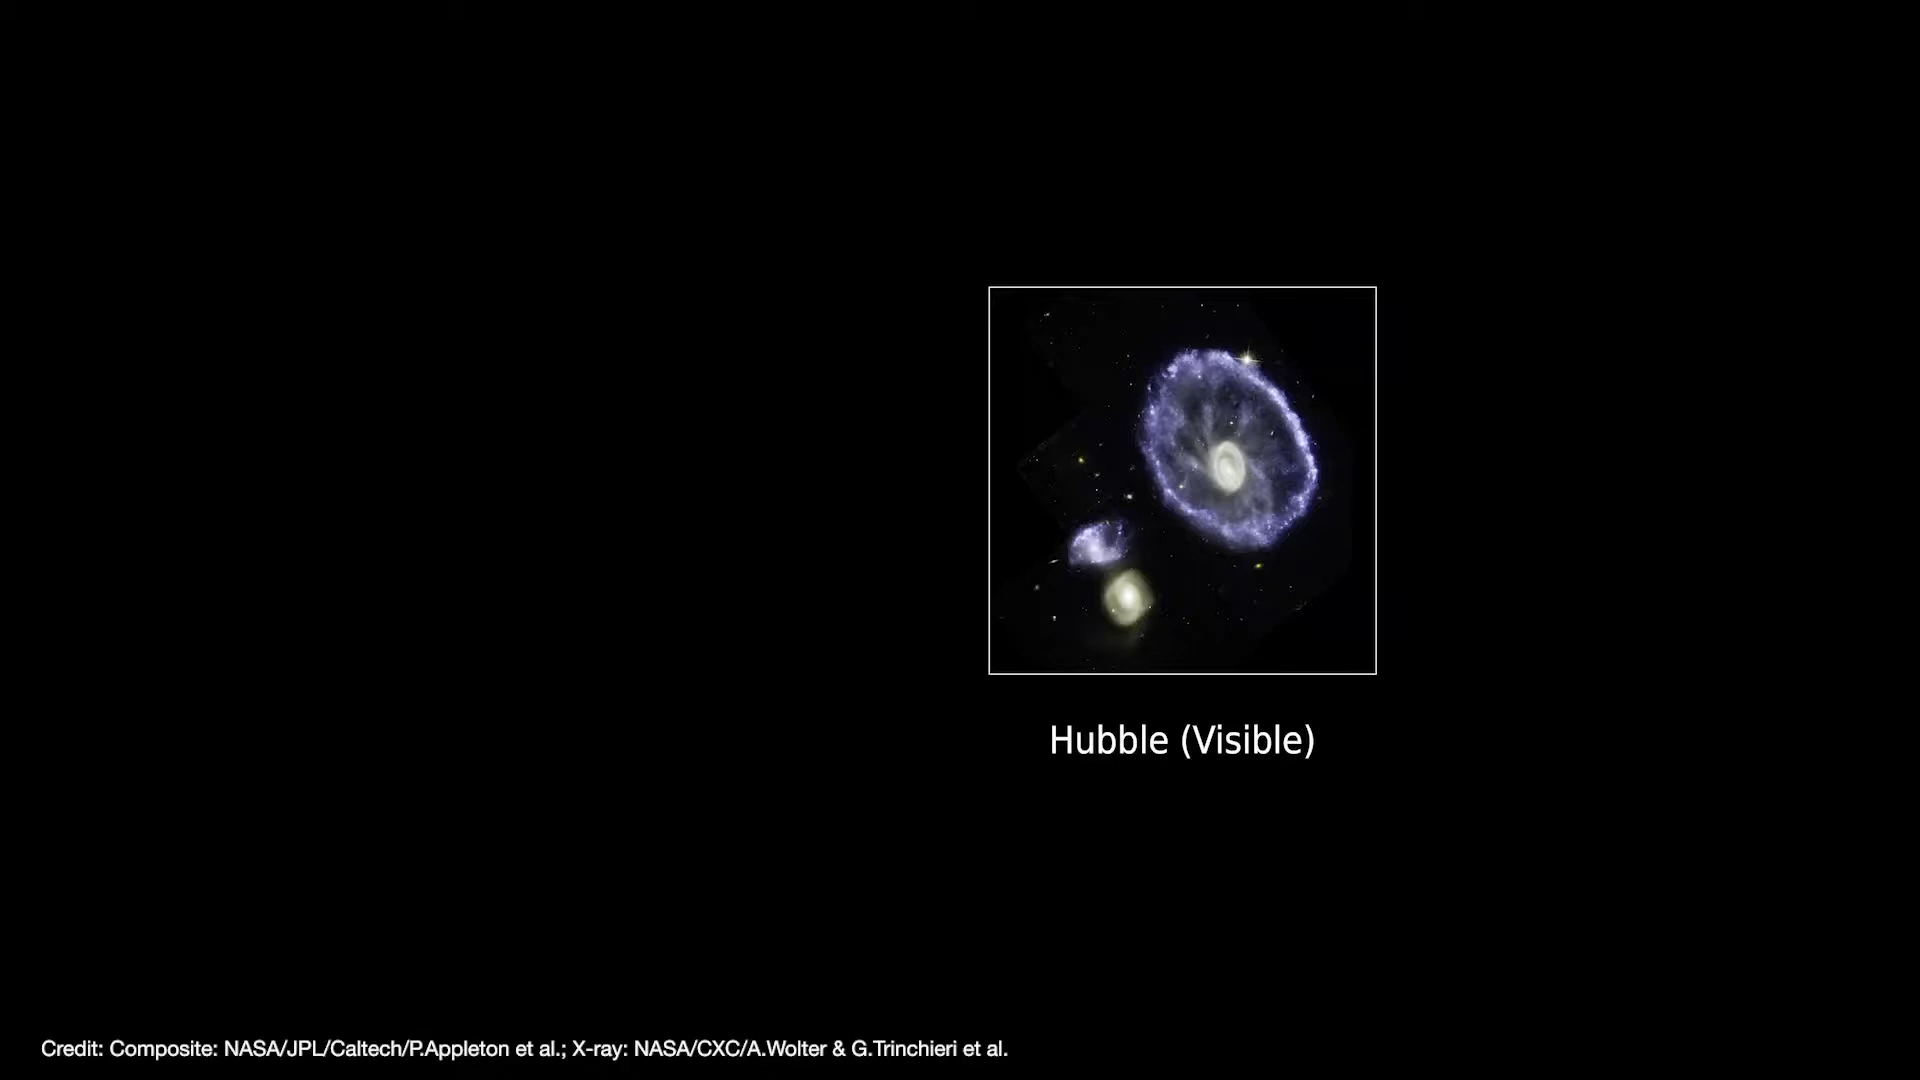 Hubble (Visible)
Credit: Composite: NASA/JPL/Caltech/P.Appleton et al.; X-ray: NASA/CXC/A.Wolter & G.Trinchieri et al.